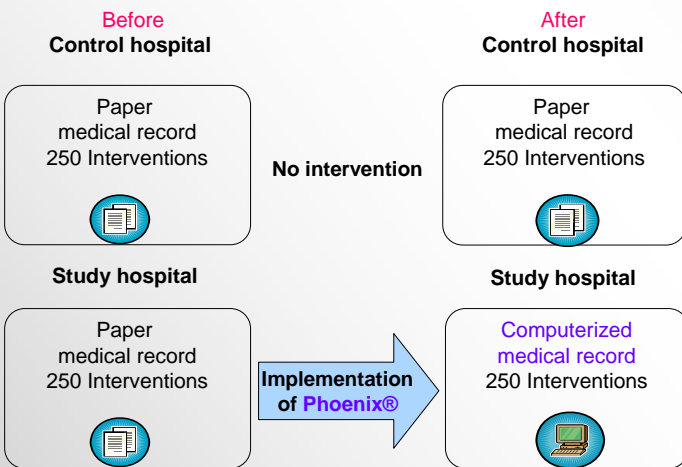 Before
Control hospital
After
Control hospital
Paper
medical record
250 Interventions
No intervention
Paper
medical record
250 Interventions
Study hospital
Study hospital
Paper
medical record
250 Interventions
Implementation
of Phoenix®
Computerized
medical record
250 Interventions